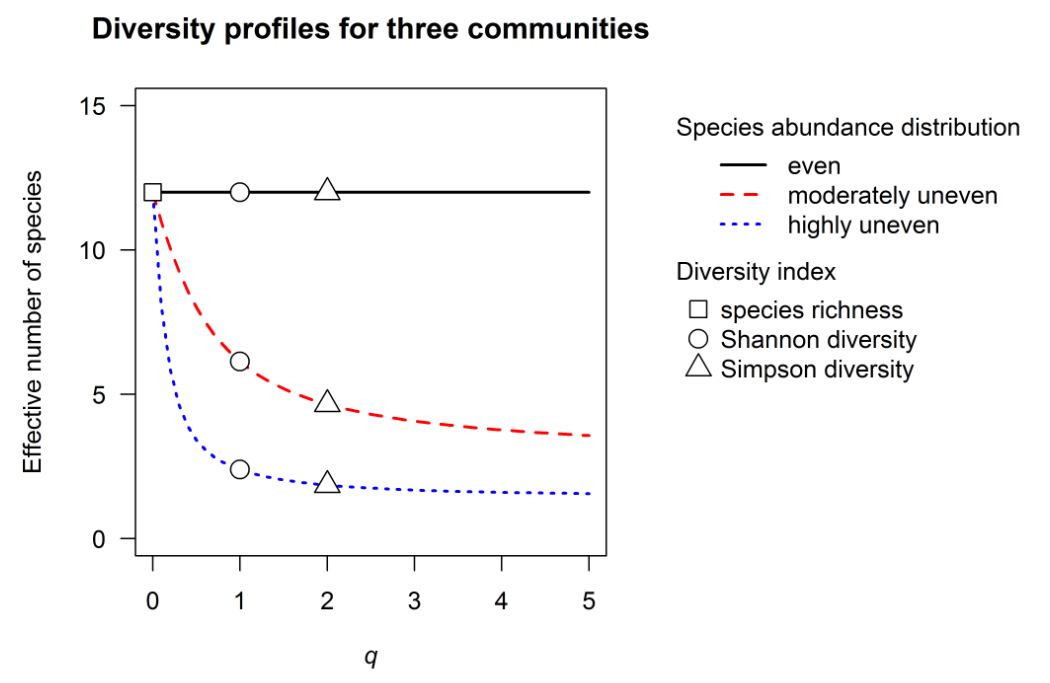 Diversity profiles for three communities
15
10
5
0
Effective number of species
0 1 2 3 4 5
q
Species abundance distribution
even
moderately uneven
highly uneven
Diversity index
species richness
Shannon diversity
Simpson diversity